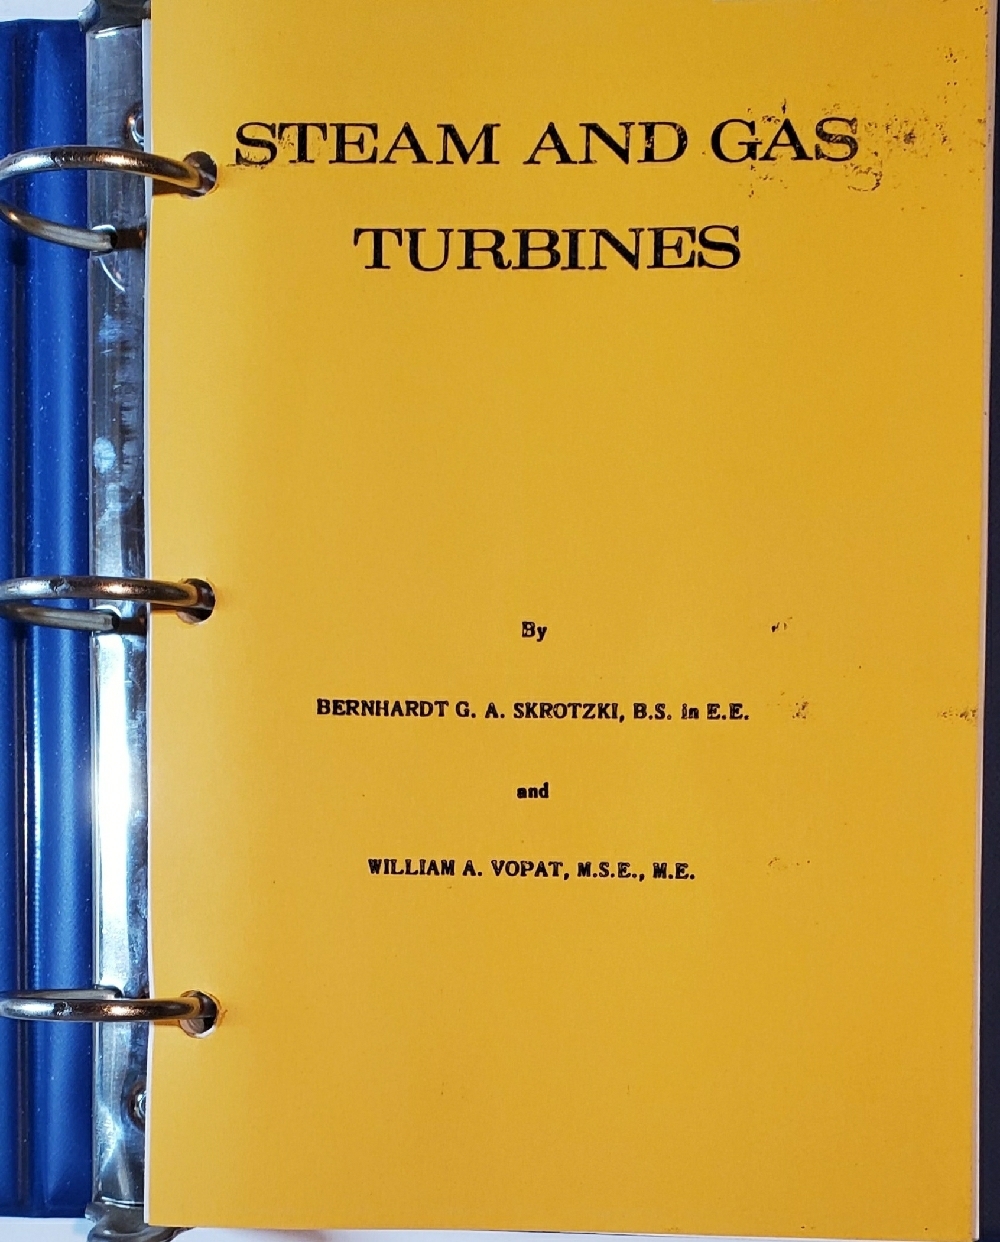 STEAM AND GAS
TURBINES
By
BERNHARDT G. A. SKROTZKI, B.S. in E.E.
and
WILLIAM A. VOPAT, M.S.E., M.E.